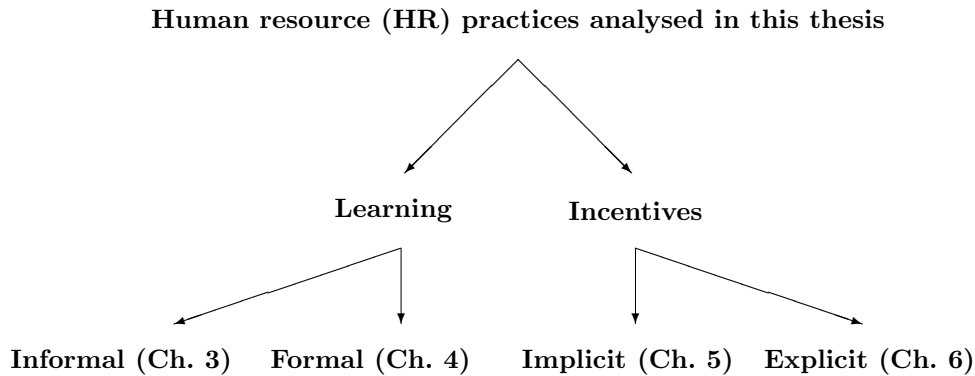 Human resource (HR) practices analysed in this thesis
Learning
Incentives
Informal (Ch. 3)
Formal (Ch. 4)
Implicit (Ch. 5)
Explicit (Ch. 6)